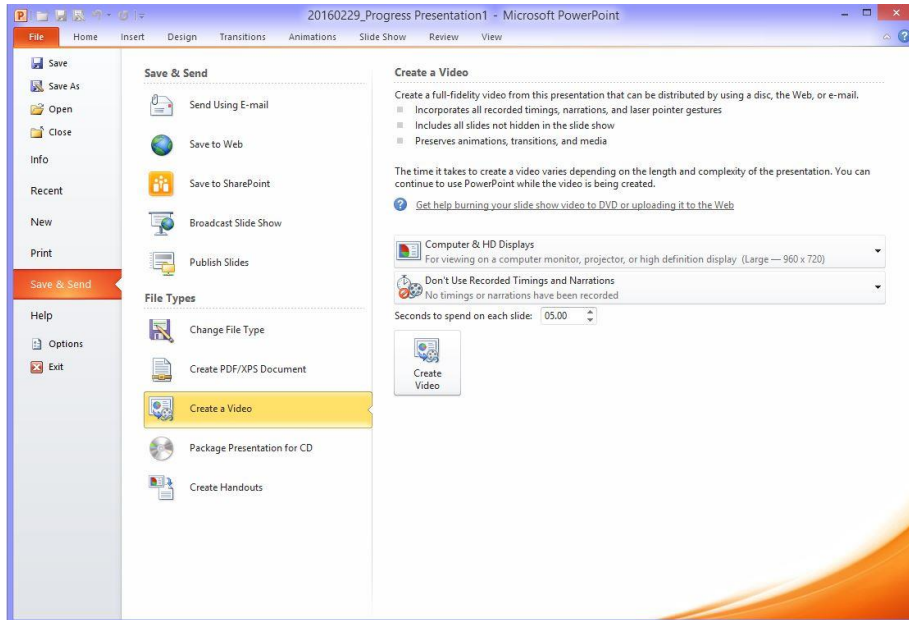 20160229_Progress Presentation1 - Microsoft PowerPoint
File Home Insert Design Transitions Animations Slide Show Review View
Save
Save As
Open
Close
Info
Recent
New
Print
Save & Send
Help
Options
Exit
Save & Send
Send Using E-mail
Save to Web
Save to SharePoint
Broadcast Slide Show
Publish Slides
File Types
Change File Type
Create PDF/XPS Document
Create a Video
Package Presentation for CD
Create Handouts
Create a Video
Create a full-fidelity video from this presentation that can be distributed by using a disc, the Web, or e-mail.
Incorporates all recorded timings, narrations, and laser pointer gestures
Includes all slides not hidden in the slide show
Preserves animations, transitions, and media
The time it takes to create a video varies depending on the length and complexity of the presentation. You can
continue to use PowerPoint while the video is being created.
Get help burning your slide show video to DVD or uploading it to the Web
Computer & HD Displays
For viewing on a computer monitor, projector, or high definition display (Large — 960 x 720)
Don't Use Recorded Timings and Narrations
No timings or narrations have been recorded
Seconds to spend on each slide: 05.00
Create
Video